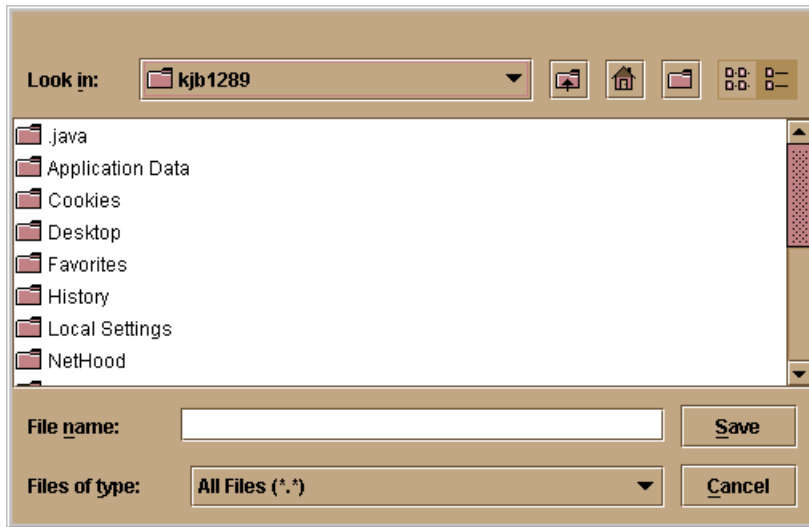 Look in: kjb1289
.java
Application Data
Cookies
Desktop
Favorites
History
Local Settings
NetHood
File name: Save
Files of type: All Files (*.*) Cancel